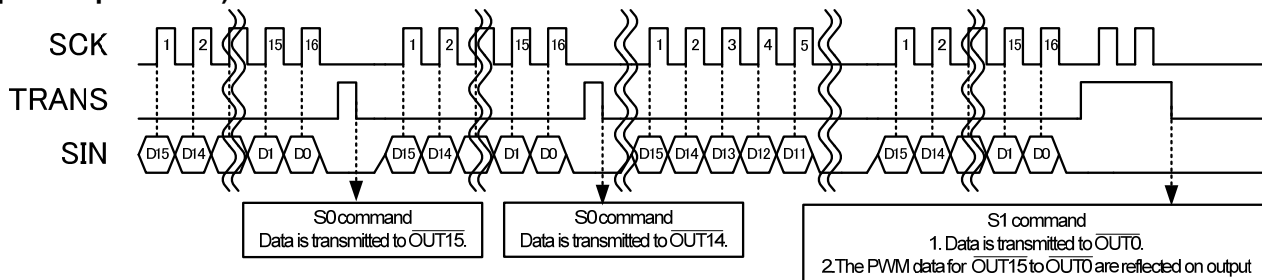 SCK 1 2 15 16 1 2 15 16 1 2 3 4 5 1 2 15 16
TRANS
SIN D15 D14 D1 D0 D15 D14 D1 D0 D15 D14 D13 D12 D11 D15 D14 D1 D0
S0 command
Data is transmitted to OUT15.
S0 command
Data is transmitted to OUT14.
S1 command
1. Data is transmitted to OUT0.
2.The PWM data for OUT15 to OUT0 are reflected on output